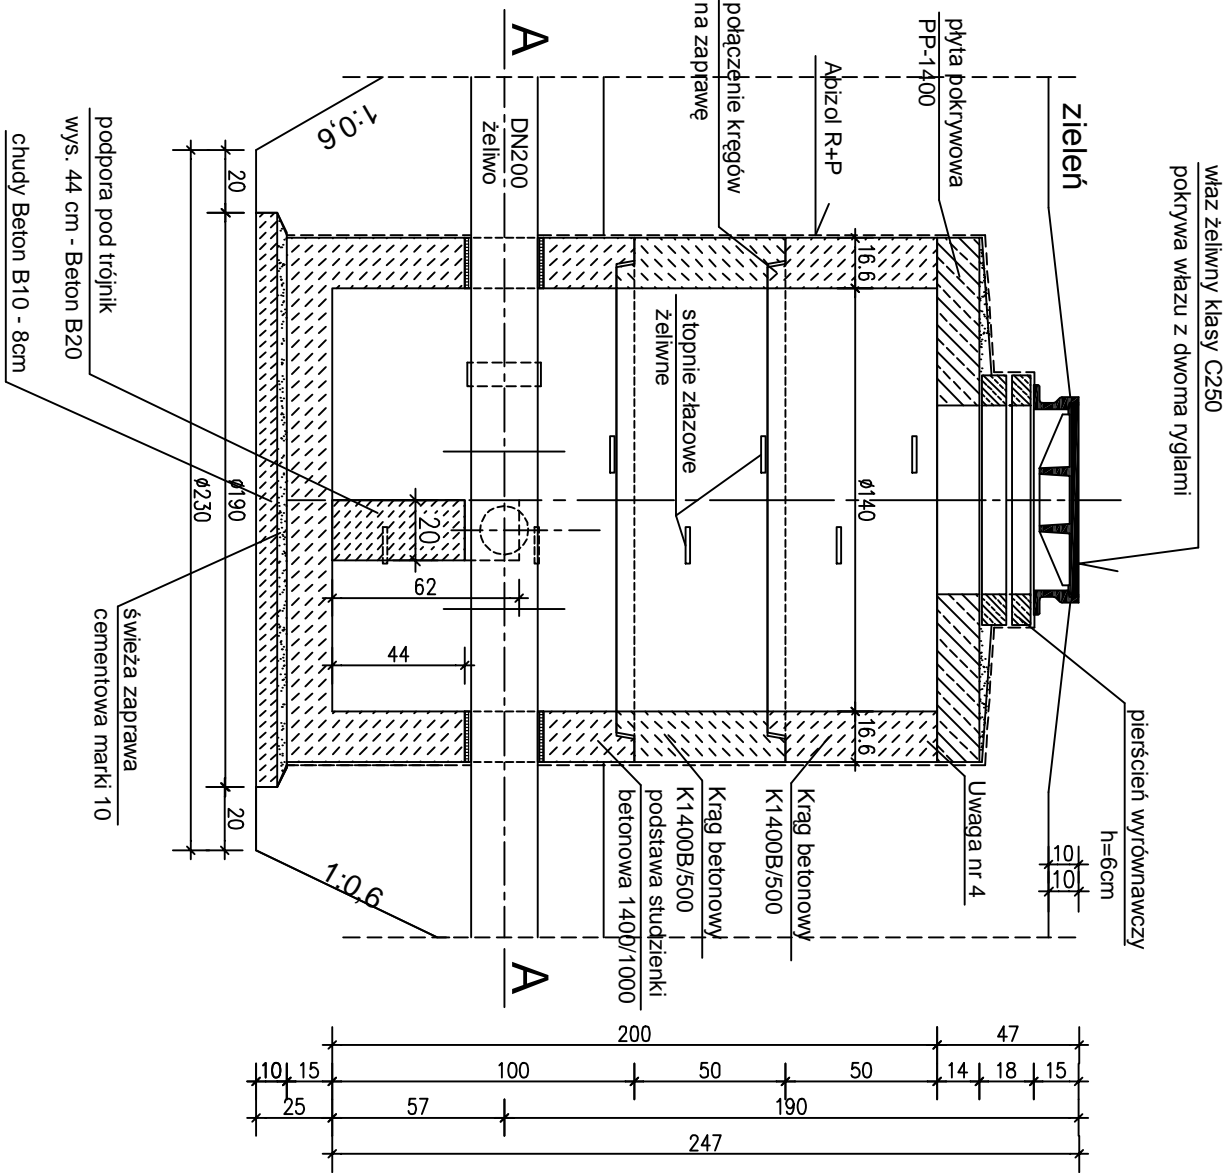 właz żeliwny klasy C250
pokrywa włazu z dwoma ryglami
zieleń
płyta pokrywowa
PP-1400
Abizol R+P
połączenie kręgów
na zaprawę
A
DN200
żeliwo
1:0,6
podpora pod trójnik
wys. 44 cm - Beton B20
chudy Beton B10 - 8cm
20
ø190
20
ø230
16.6
ø140
16.6
stopnie złazowe
żeliwne
20
62
44
świeża zaprawa
cementowa marki 10
pierścień wyrównawczy
h=6cm
10
10
Uwaga nr 4
Krąg betonowy
K1400B/500
Krąg betonowy
K1400B/500
podstawa studzienki
betonowa 1400/1000
A
1:0,6
200
47
10
15
100
50
50
14
18
15
25
57
190
247